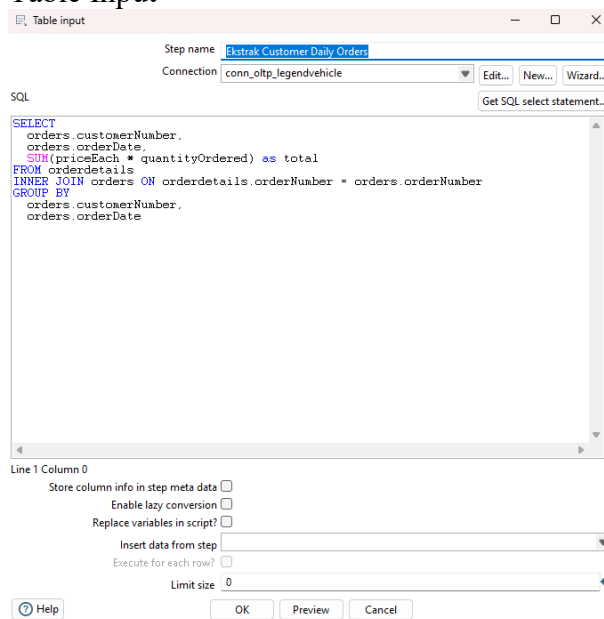 Table input
Step name Ekstrak Customer Daily Orders
Connection conn_oltp_legendvehicle Edit... New... Wizard..
SQL Get SQL select statement..
SELECT
orders.customerNumber,
orders.orderDate,
SUM(priceEach * quantityOrdered) as total
FROM orderdetails
INNER JOIN orders ON orderdetails.orderNumber = orders.orderNumber
GROUP BY
orders.customerNumber,
orders.orderDate
Line 1 Column 0
Store column info in step meta data
Enable lazy conversion
Replace variables in script?
Insert data from step
Execute for each row?
Limit size 0
Help OK Preview Cancel